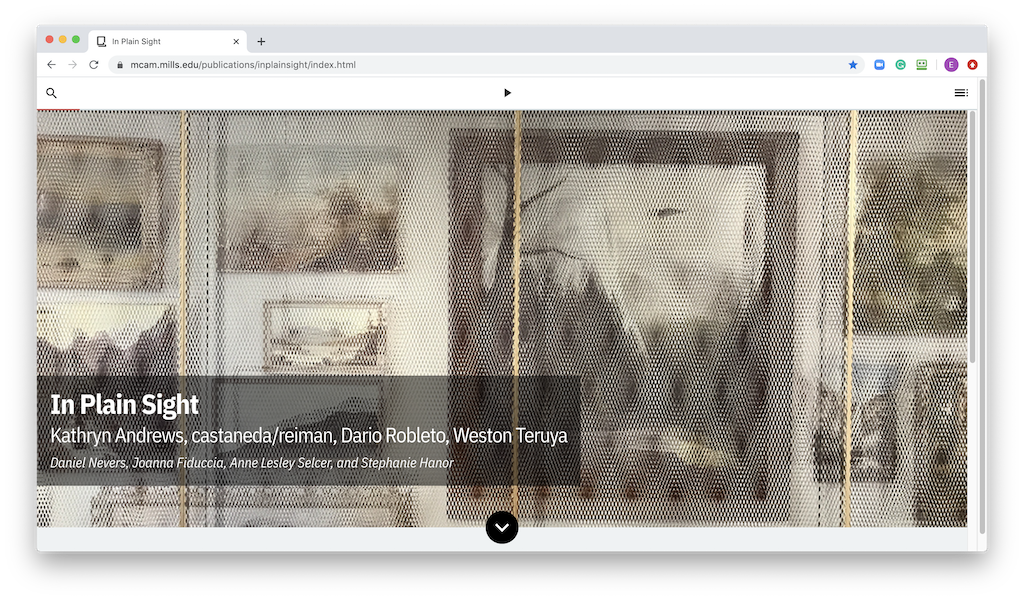 In Plain Sight
mcam.mills.edu/publications/inplainsight/index.html
E
In Plain Sight
Kathryn Andrews, castaneda/reiman, Dario Robleto, Weston Teruya
Daniel Nevers, Joanna Fiduccia, Anne Lesley Selcer, and Stephanie Hanor